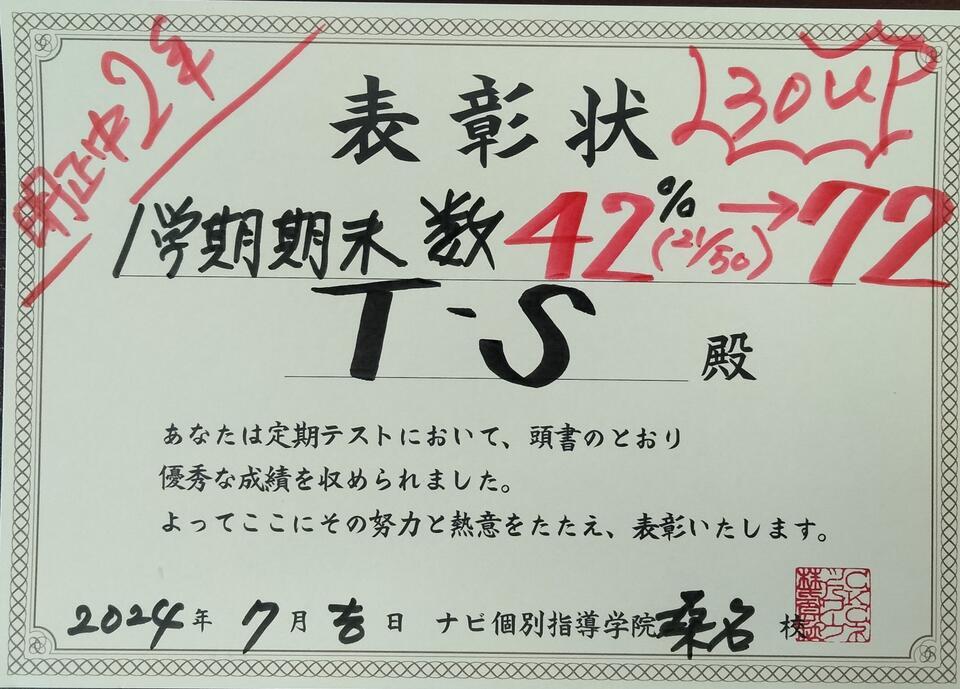 明正中2年
表彰状
30UP
1学期期末 数 42%(21/50)→72
T-S 殿
あなたは定期テストにおいて、頭書のとおり
優秀な成績を収められました。
よってここにその努力と熱意をたたえ、表彰いたします。
2024年 7月 吉日 ナビ個別指導学院 桑名 校